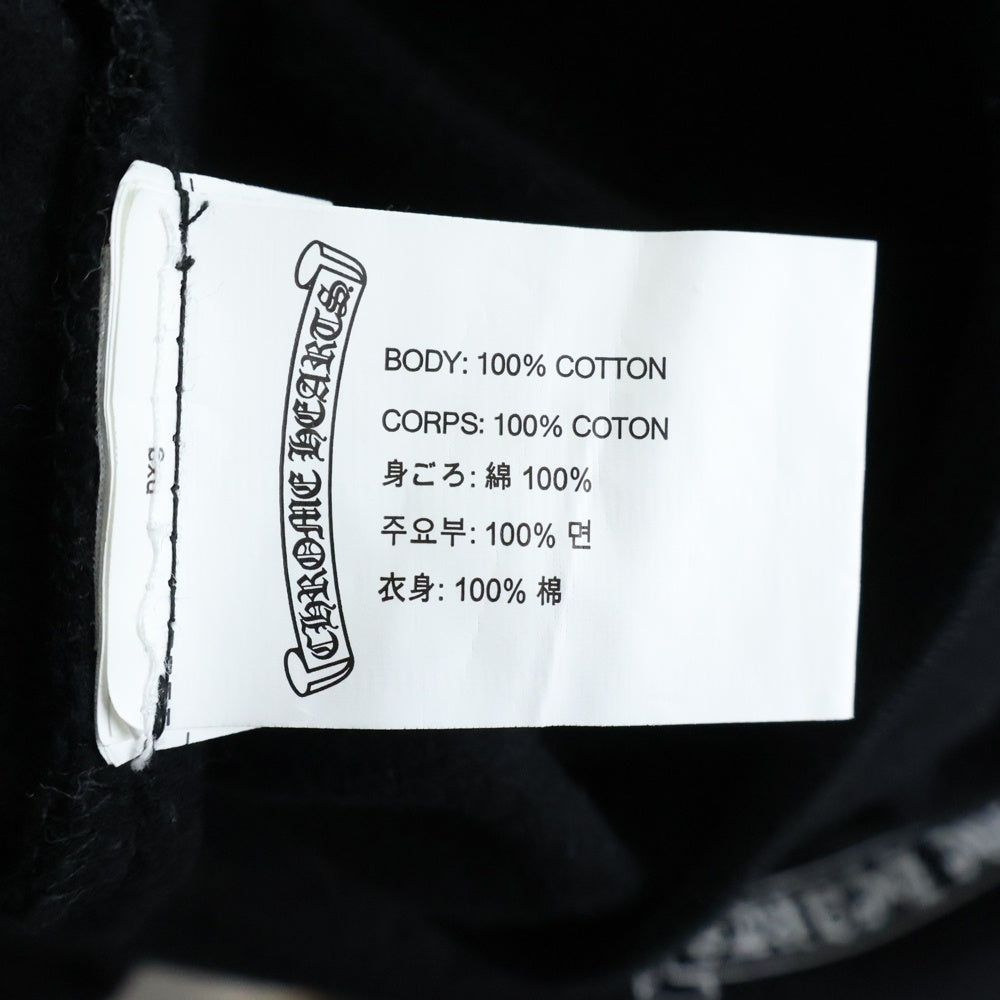 CHROME HEARTS
BODY: 100% COTTON
CORPS: 100% COTON
身ごろ: 綿 100%
주요부: 100% 면
衣身: 100% 棉